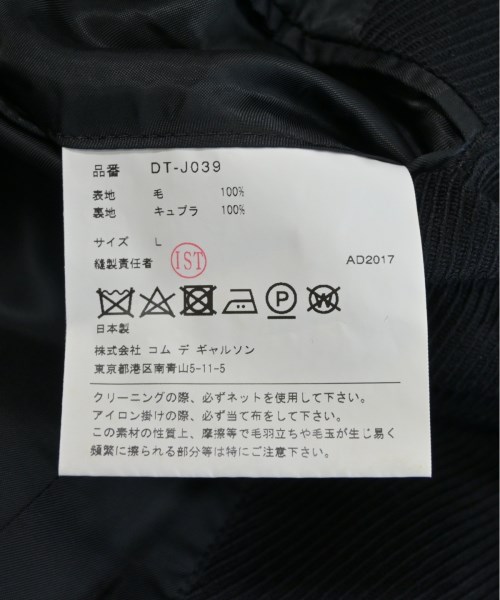 品番 DT-J039
表地 毛 100%
裏地 キュプラ 100%
サイズ L
縫製責任者 IST AD2017
P W
日本製
株式会社 コム デ ギャルソン
東京都港区南青山5-11-5
クリーニングの際、必ずネットを使用して下さい。
アイロン掛けの際、必ず当て布をして下さい。
この素材の性質上、摩擦等で毛羽立ちや毛玉が生じ易く
頻繁に擦られる部分等は特にご注意下さい。